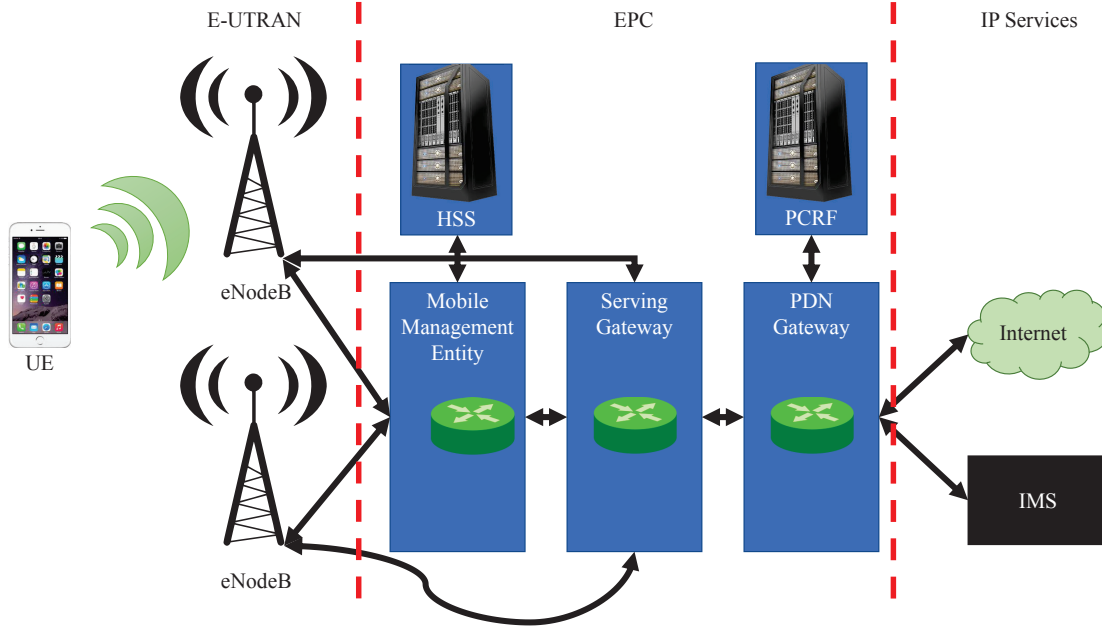 E-UTRAN
EPC
IP Services
HSS
PCRF
eNodeB
Mobile
Management
Entity
Serving
Gateway
PDN
Gateway
Internet
UE
IMS
eNodeB